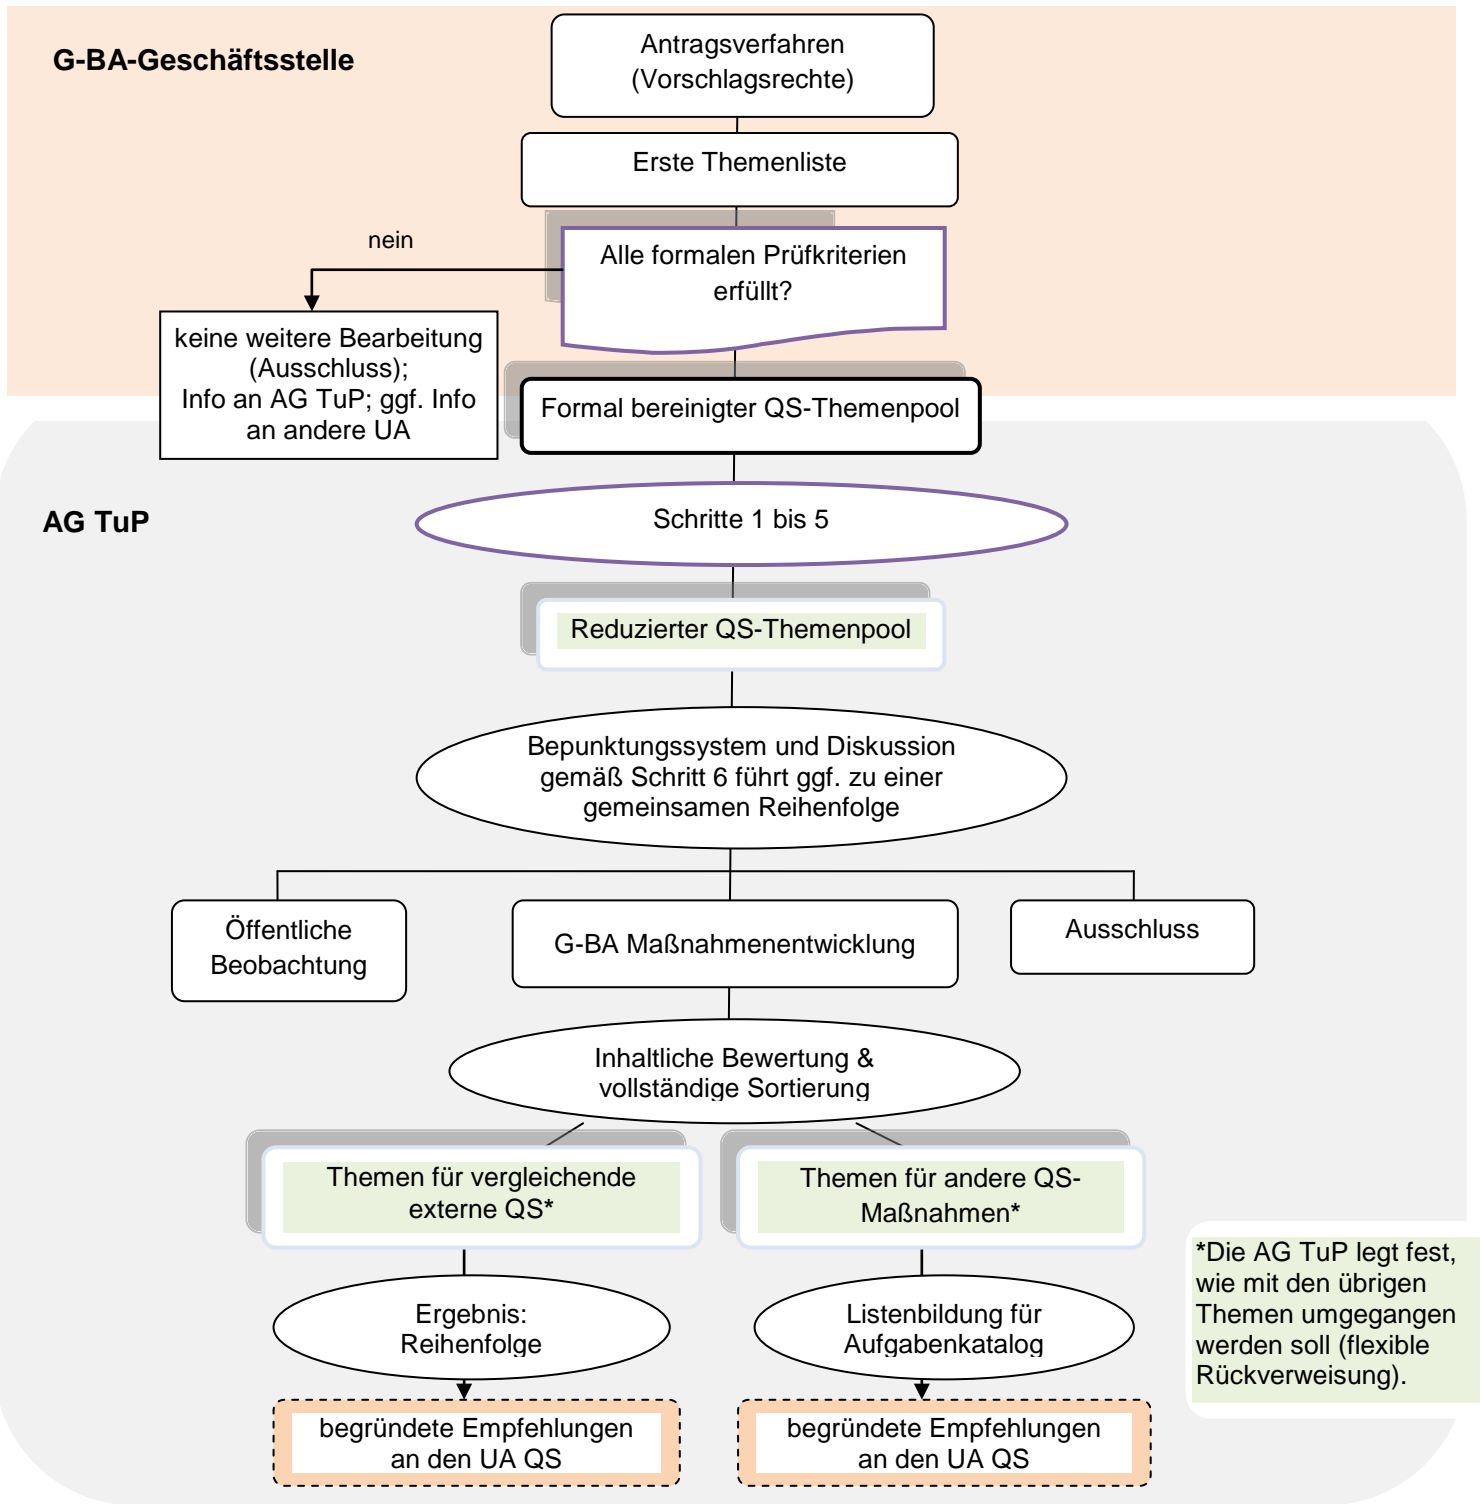 G-BA-Geschäftsstelle
Antragsverfahren
(Vorschlagsrechte)
Erste Themenliste
nein
Alle formalen Prüfkriterien
erfüllt?
keine weitere Bearbeitung
(Ausschluss);
Info an AG TuP; ggf. Info
an andere UA
Formal bereinigter QS-Themenpool
AG TuP
Schritte 1 bis 5
Reduzierter QS-Themenpool
Bepunktungssystem und Diskussion
gemäß Schritt 6 führt ggf. zu einer
gemeinsamen Reihenfolge
Öffentliche
Beobachtung
G-BA Maßnahmenentwicklung
Ausschluss
Inhaltliche Bewertung &
vollständige Sortierung
Themen für vergleichende
externe QS*
Themen für andere QS-
Maßnahmen*
*Die AG TuP legt fest,
wie mit den übrigen
Themen umgegangen
werden soll (flexible
Rückverweisung).
Ergebnis:
Reihenfolge
Listenbildung für
Aufgabenkatalog
begründete Empfehlungen
an den UA QS
begründete Empfehlungen
an den UA QS